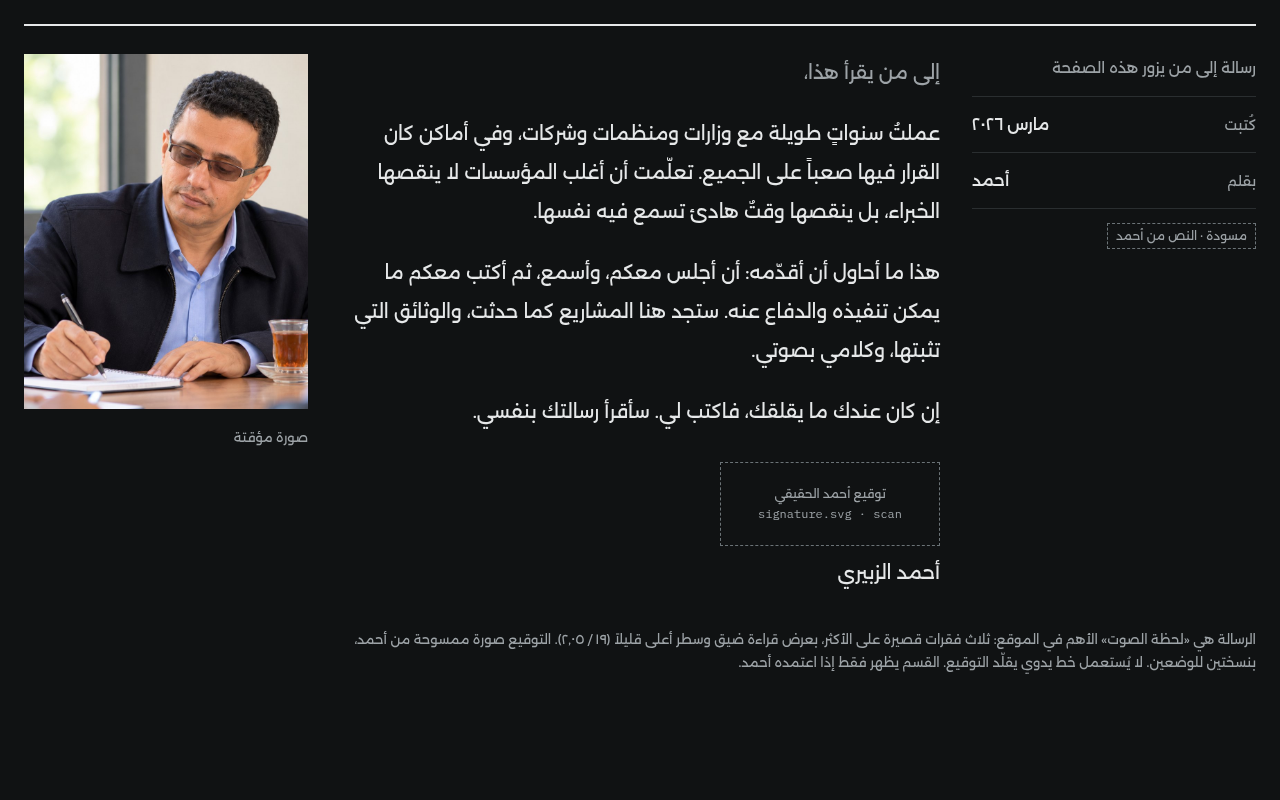 رسالة إلى من يزور هذه الصفحة
كُتبت
مارس ٢٠٢٦
بقلم
أحمد
مسودة · النص من أحمد
إلى من يقرأ هذا،
عملتُ سنواتٍ طويلة مع وزارات ومنظمات وشركات، وفي أماكن كان
القرار فيها صعباً على الجميع. تعلّمت أن أغلب المؤسسات لا ينقصها
الخبراء، بل ينقصها وقتٌ هادئ تسمع فيه نفسها.
هذا ما أحاول أن أقدّمه: أن أجلس معكم، وأسمع، ثم أكتب معكم ما
يمكن تنفيذه والدفاع عنه. ستجد هنا المشاريع كما حدثت، والوثائق التي
تثبتها، وكلامي بصوتي.
إن كان عندك ما يقلقك، فاكتب لي. سأقرأ رسالتك بنفسي.
توقيع أحمد الحقيقي
signature.svg · scan
أحمد الزبيري
صورة مؤقتة
الرسالة هي «لحظة الصوت» الأهم في الموقع: ثلاث فقرات قصيرة على الأكثر، بعرض قراءة ضيق وسطر أعلى قليلاً (١٩ / ٢,٠٥). التوقيع صورة ممسوحة من أحمد،
بنسختين للوضعين. لا يُستعمل خط يدوي يقلّد التوقيع. القسم يظهر فقط إذا اعتمده أحمد.